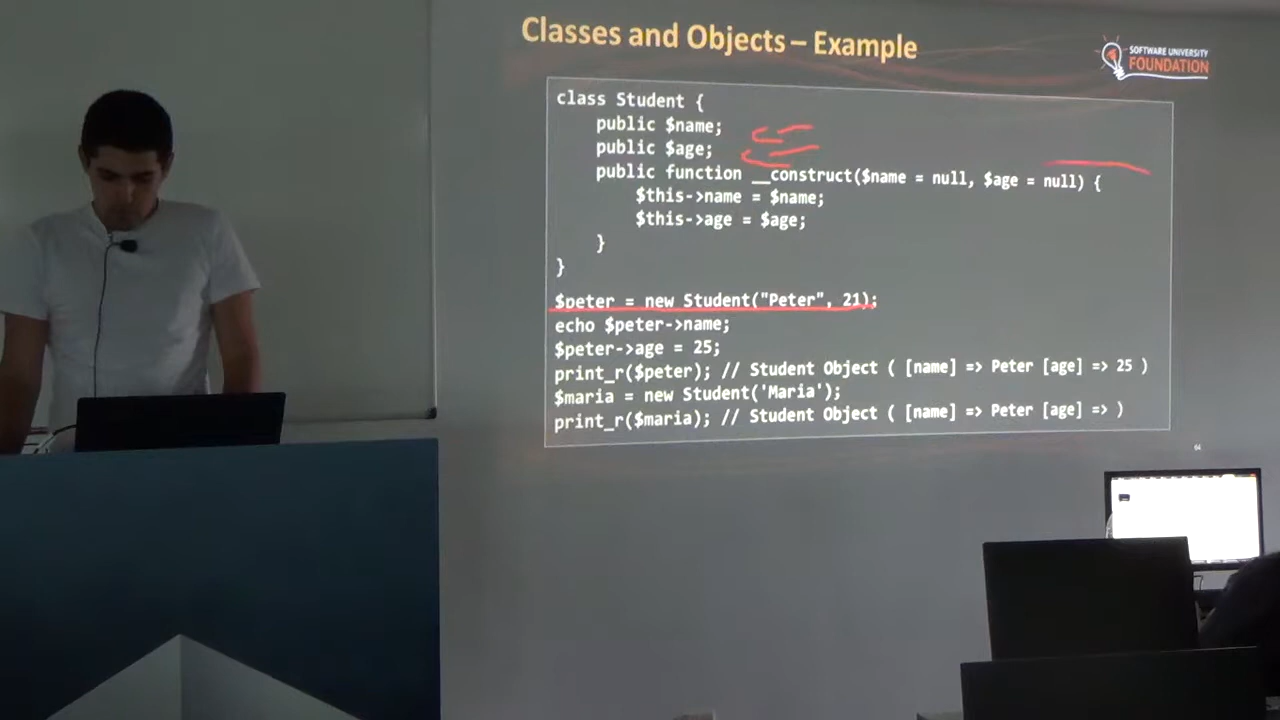 Classes and Objects – Example
SOFTWARE UNIVERSITY
FOUNDATION
class Student {
public $name;
public $age;
public function __construct($name = null, $age = null) {
$this->name = $name;
$this->age = $age;
}
}
$peter = new Student("Peter", 21);
echo $peter->name;
$peter->age = 25;
print_r($peter); // Student Object ( [name] => Peter [age] => 25 )
$maria = new Student('Maria');
print_r($maria); // Student Object ( [name] => Peter [age] => )
64